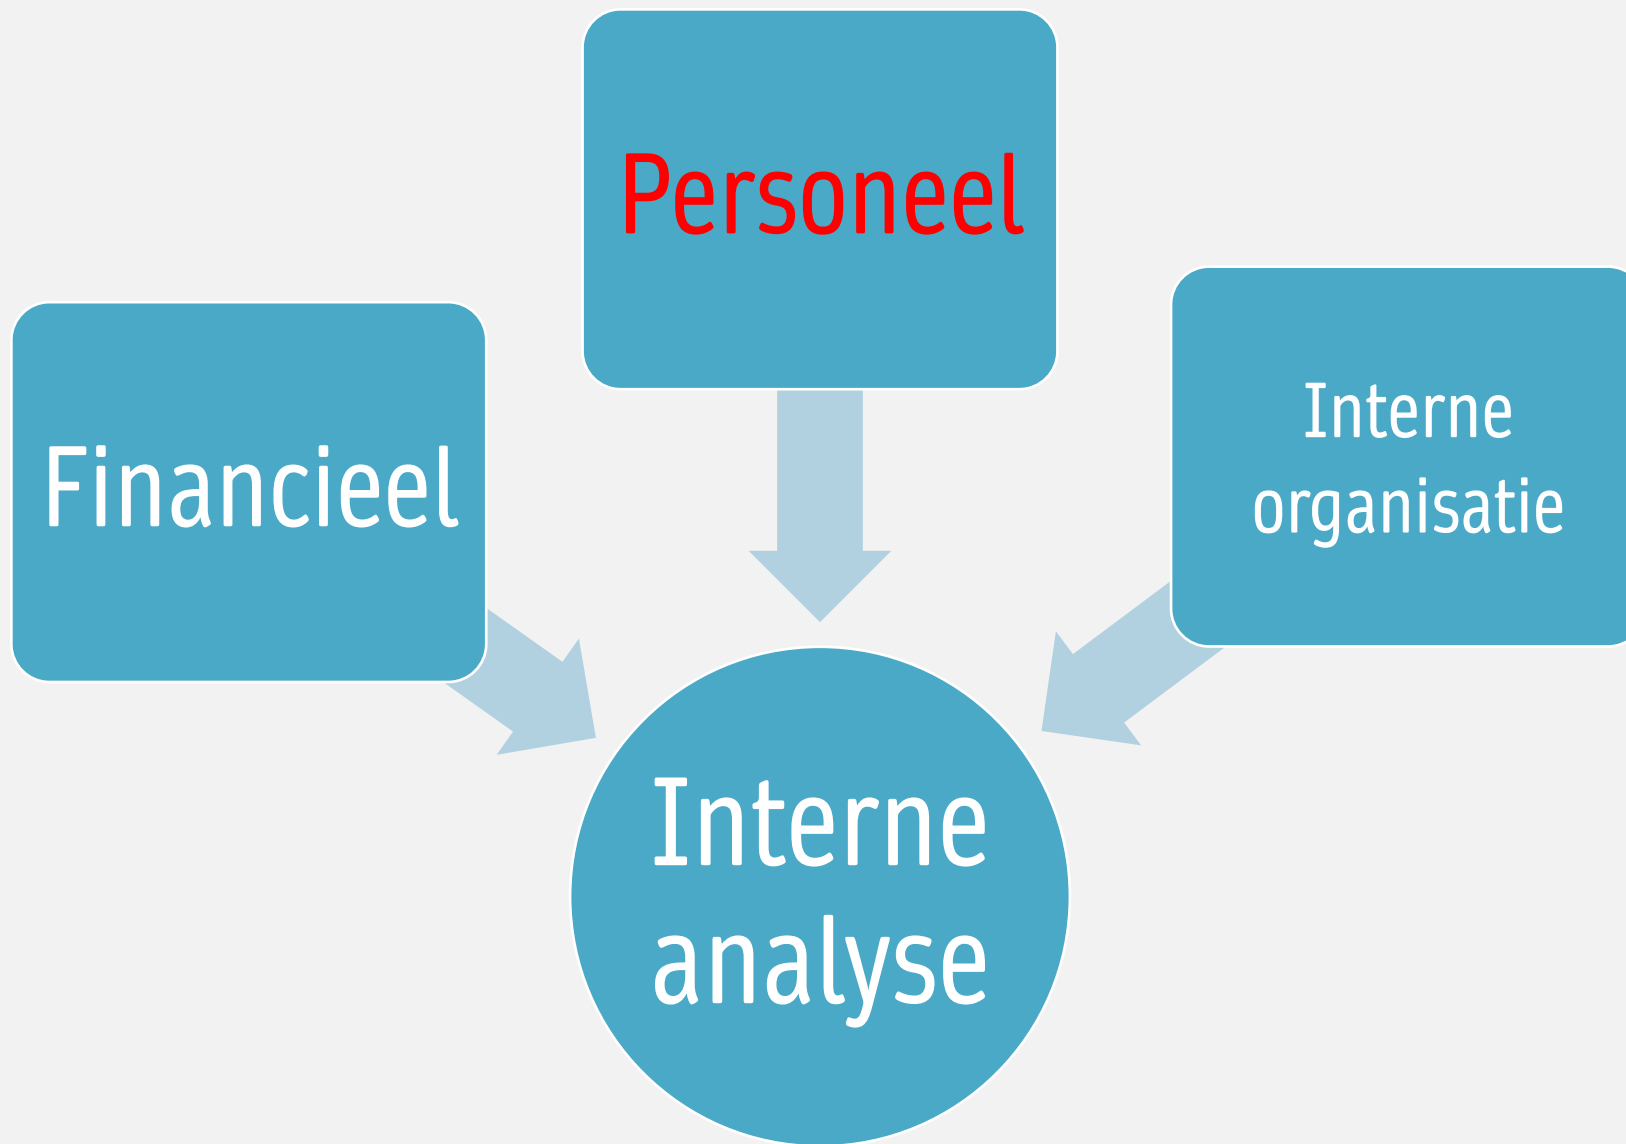 Personeel
Financieel
Interne
organisatie
Interne
analyse